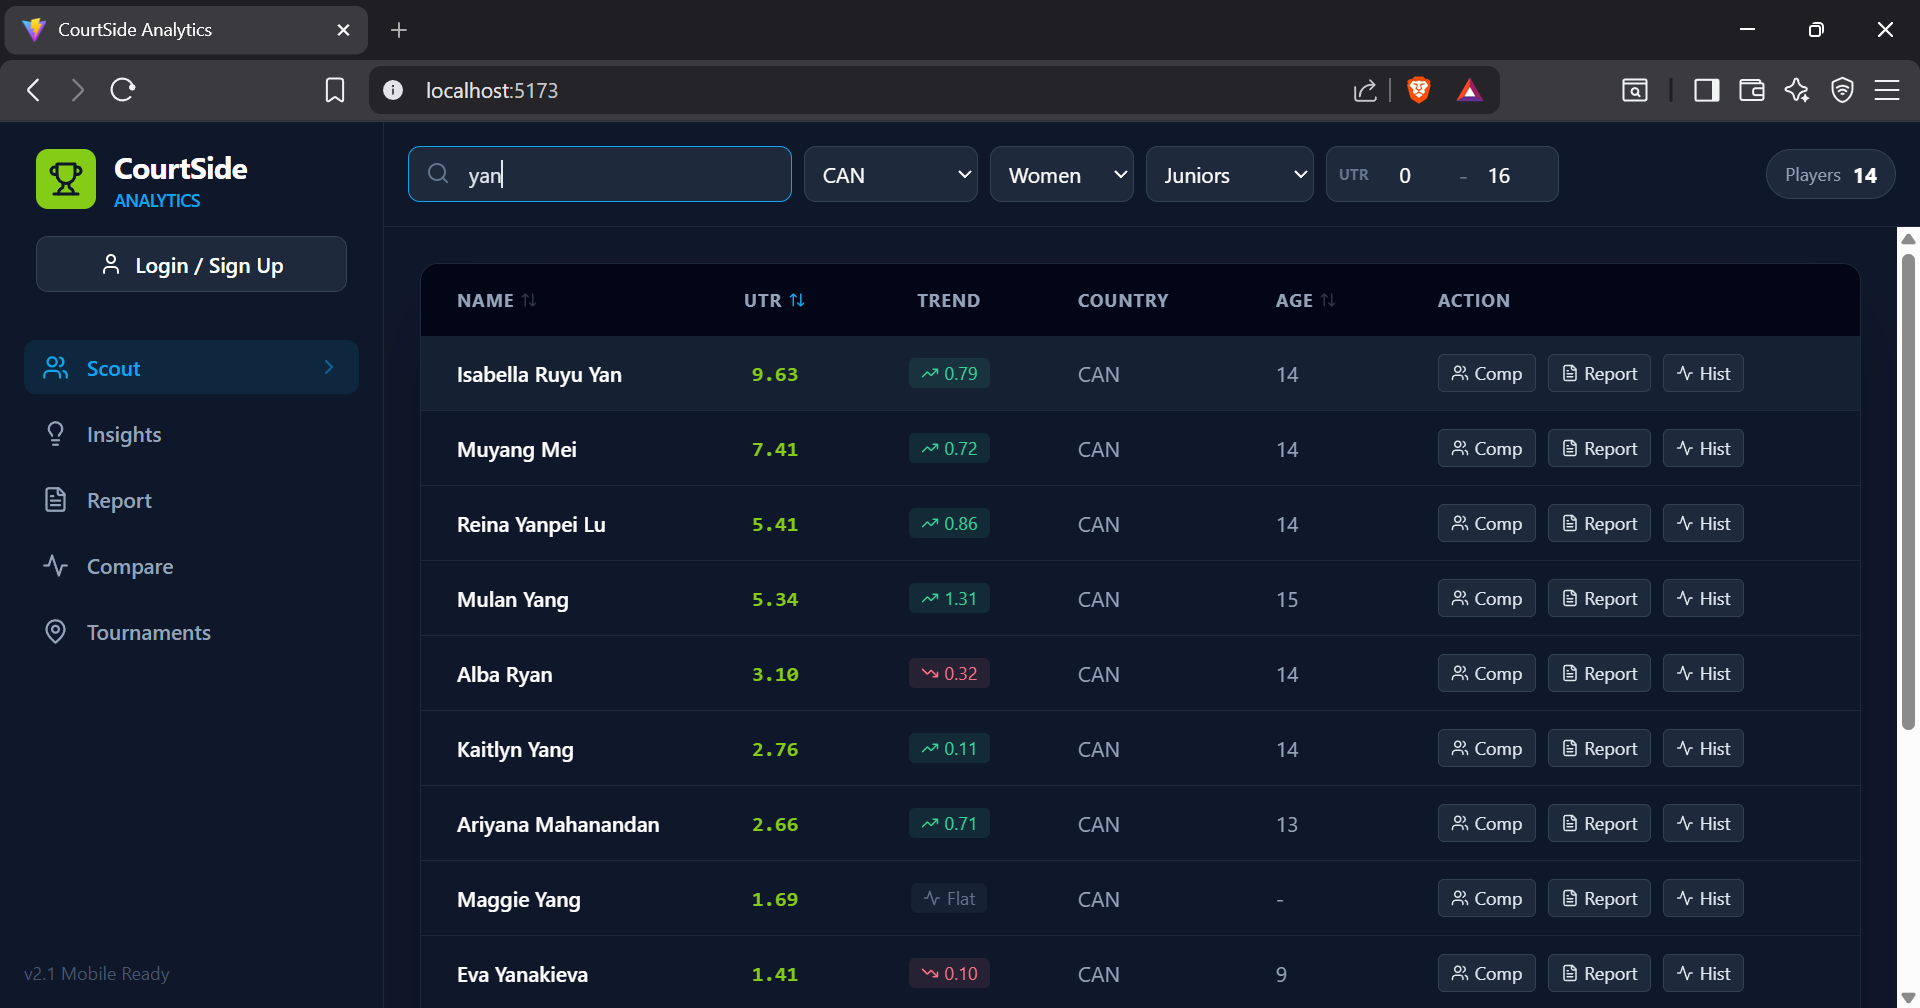 CourtSide Analytics
localhost:5173
CourtSide
ANALYTICS
Login / Sign Up
Scout
Insights
Report
Compare
Tournaments
v2.1 Mobile Ready
yan
CAN
Women
Juniors
UTR 0 - 16
Players 14
NAME UTR TREND COUNTRY AGE ACTION
Isabella Ruyu Yan 9.63 0.79 CAN 14 Comp Report Hist
Muyang Mei 7.41 0.72 CAN 14 Comp Report Hist
Reina Yanpei Lu 5.41 0.86 CAN 14 Comp Report Hist
Mulan Yang 5.34 1.31 CAN 15 Comp Report Hist
Alba Ryan 3.10 0.32 CAN 14 Comp Report Hist
Kaitlyn Yang 2.76 0.11 CAN 14 Comp Report Hist
Ariyana Mahanandan 2.66 0.71 CAN 13 Comp Report Hist
Maggie Yang 1.69 Flat CAN - Comp Report Hist
Eva Yanakieva 1.41 0.10 CAN 9 Comp Report Hist